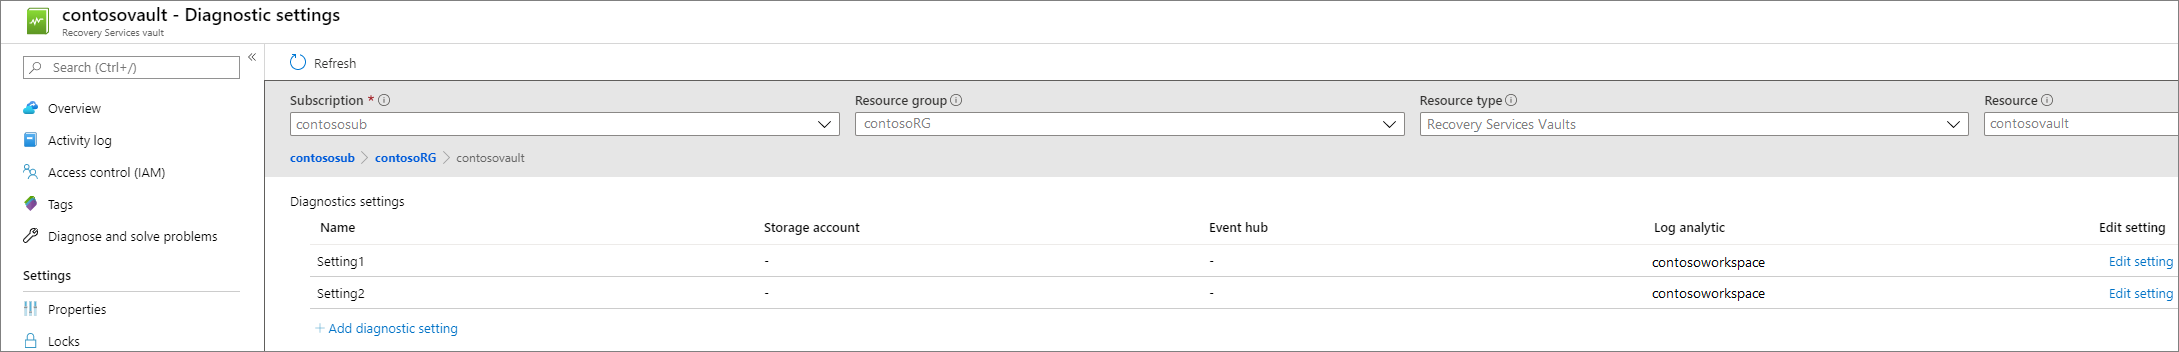 contosovault - Diagnostic settings
Recovery Services vault
Search (Ctrl+/)
«
Overview
Activity log
Access control (IAM)
Tags
Diagnose and solve problems
Settings
Properties
Locks
Refresh
Subscription * Resource group Resource type Resource
contososub contosoRG Recovery Services Vaults contosovault
contososub > contosoRG > contosovault
Diagnostics settings
Name Storage account Event hub Log analytic Edit setting
Setting1 - - contosoworkspace Edit setting
Setting2 - - contosoworkspace Edit setting
+ Add diagnostic setting